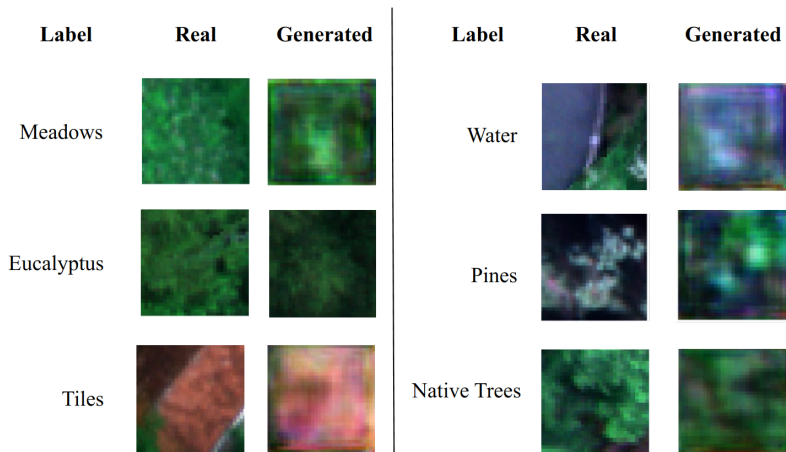 Label Real Generated
Meadows
Eucalyptus
Tiles
Label Real Generated
Water
Pines
Native Trees